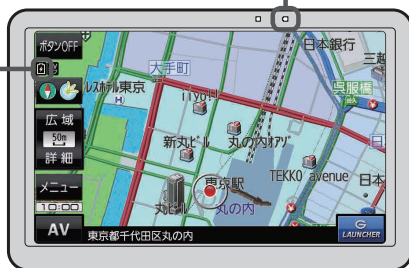 ボタンOFF
日本銀行
三越
大手町
呉服橋
ルズホテル東京
iiyo!!
広域
50m
詳細
新丸ビル
丸の内オアゾ
東京駅
TEKKO avenue
日本
メニュー
丸ビル
丸の内
10:00
AV
東京都千代田区丸の内
G
LAUNCHER